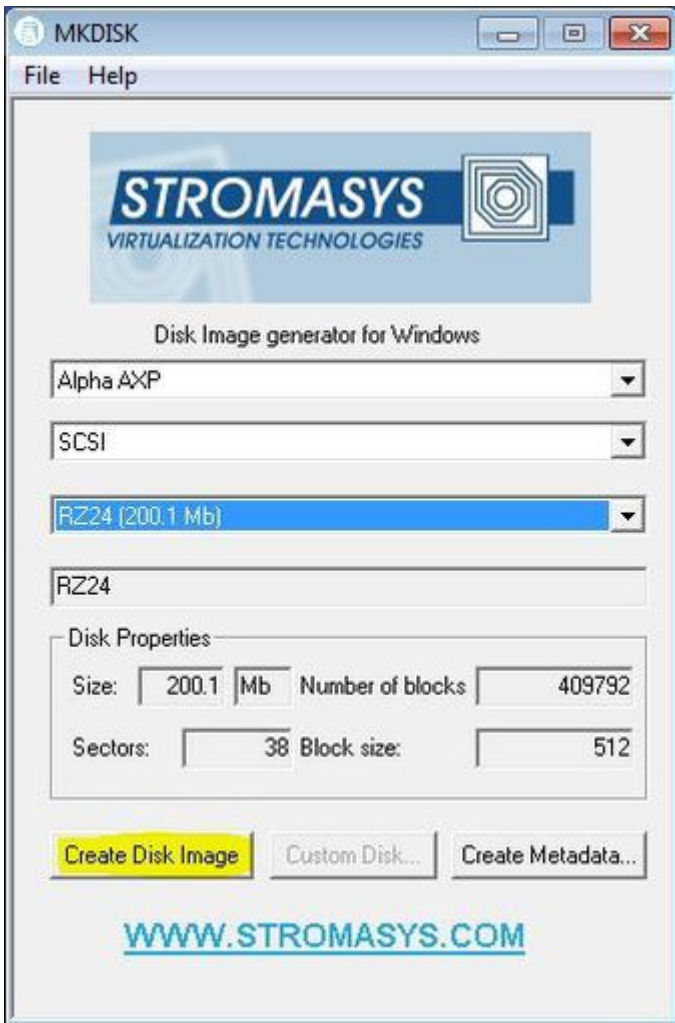 MKDISK
File Help
STROMASYS
VIRTUALIZATION TECHNOLOGIES
Disk Image generator for Windows
Alpha AXP
SCSI
RZ24 (200.1 Mb)
RZ24
Disk Properties
Size: 200.1 Mb Number of blocks 409792
Sectors: 38 Block size: 512
Create Disk Image Custom Disk... Create Metadata...
WWW.STROMASYS.COM